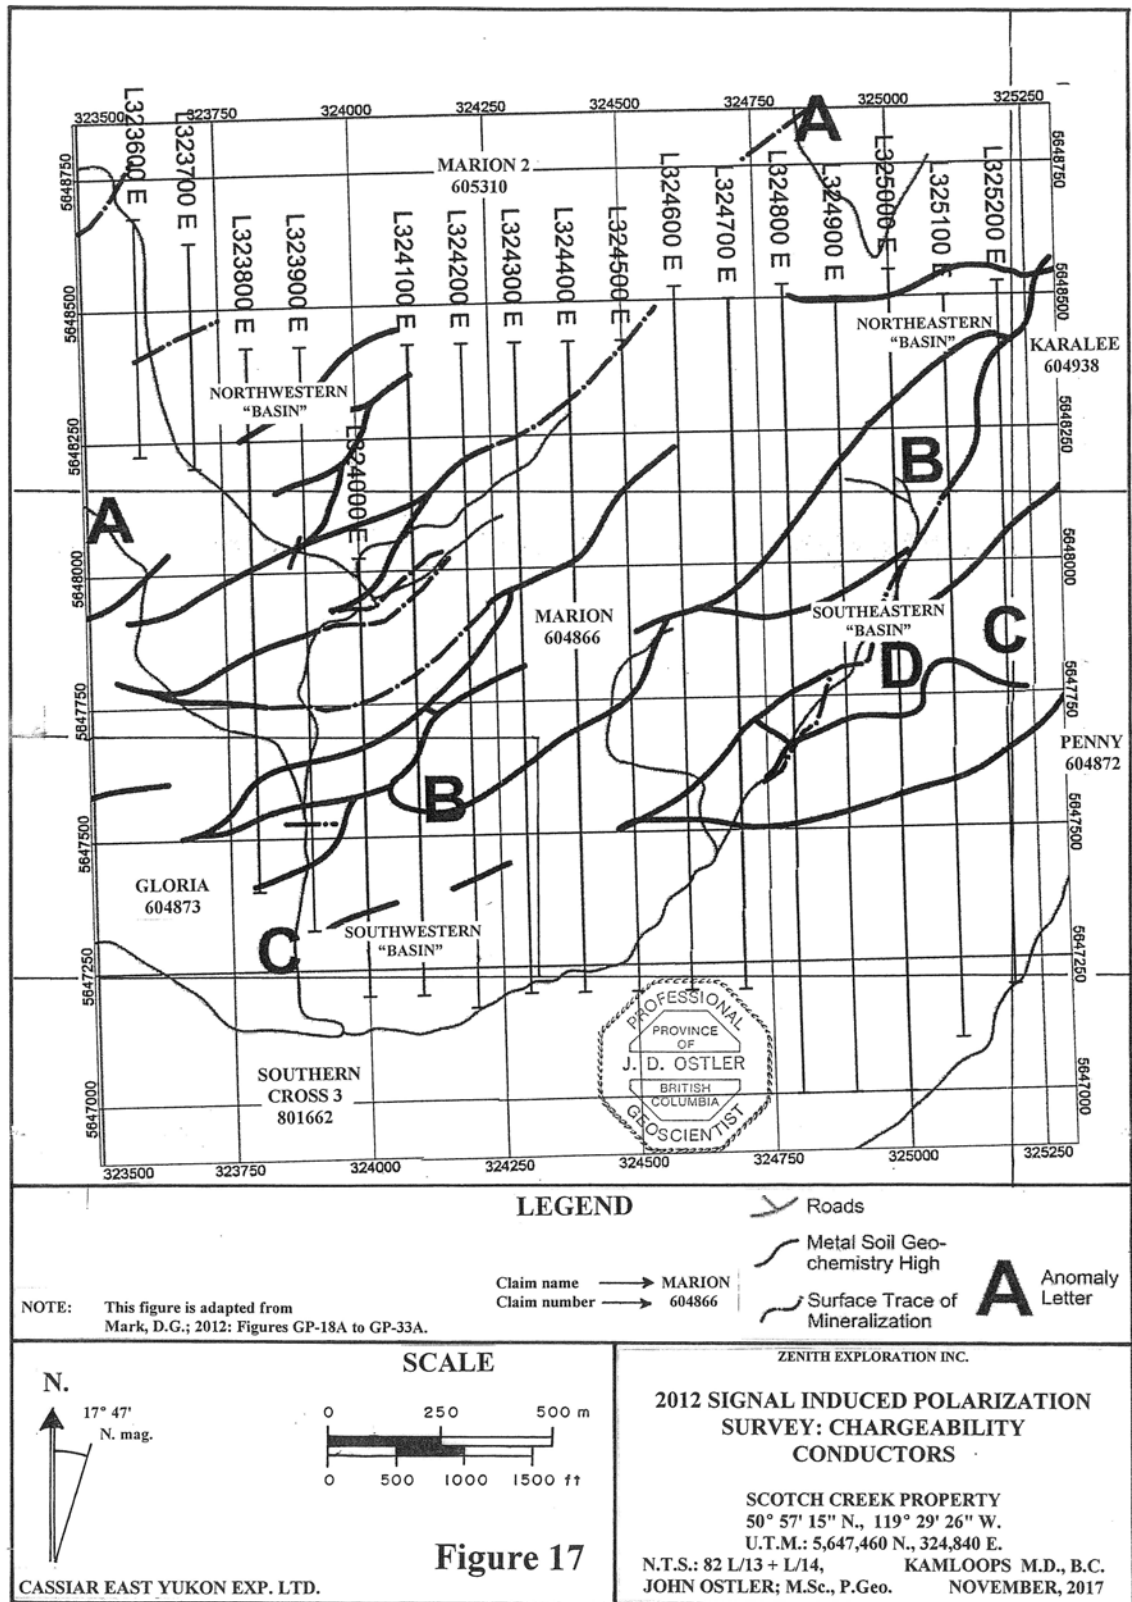 323500
323750
324000
324250
324500
324750
325000
325250
A
L323600 E
L323700 E
L323800 E
L323900 E
L324000 E
L324100 E
L324200 E
L324300 E
L324400 E
L324500 E
L324600 E
L324700 E
L324800 E
L324900 E
L325000 E
L325100 E
L325200 E
5648750
5648500
5648250
5648000
5647750
5647500
5647250
5647000
5648750
5648500
5648250
5648000
5647750
5647500
5647250
5647000
MARION 2
605310
NORTHEASTERN
"BASIN"
KARALEE
604938
NORTHWESTERN
"BASIN"
B
A
MARION
604866
SOUTHEASTERN
"BASIN"
C
D
PENNY
604872
B
GLORIA
604873
C
SOUTHWESTERN
"BASIN"
SOUTHERN
CROSS 3
801662
PROFESSIONAL
PROVINCE
OF
J. D. OSTLER
BRITISH
COLUMBIA
GEOSCIENTIST
323500
323750
324000
324250
324500
324750
325000
325250
LEGEND
Roads
Metal Soil Geo-
chemistry High
Surface Trace of
Mineralization
A
Anomaly
Letter
Claim name MARION
Claim number 604866
NOTE: This figure is adapted from
Mark, D.G.; 2012: Figures GP-18A to GP-33A.
N.
17° 47'
N. mag.
SCALE
0 250 500 m
0 500 1000 1500 ft
Figure 17
CASSIAR EAST YUKON EXP. LTD.
ZENITH EXPLORATION INC.
2012 SIGNAL INDUCED POLARIZATION
SURVEY: CHARGEABILITY
CONDUCTORS
SCOTCH CREEK PROPERTY
50° 57' 15" N., 119° 29' 26" W.
U.T.M.: 5,647,460 N., 324,840 E.
N.T.S.: 82 L/13 + L/14, KAMLOOPS M.D., B.C.
JOHN OSTLER; M.Sc., P.Geo. NOVEMBER, 2017